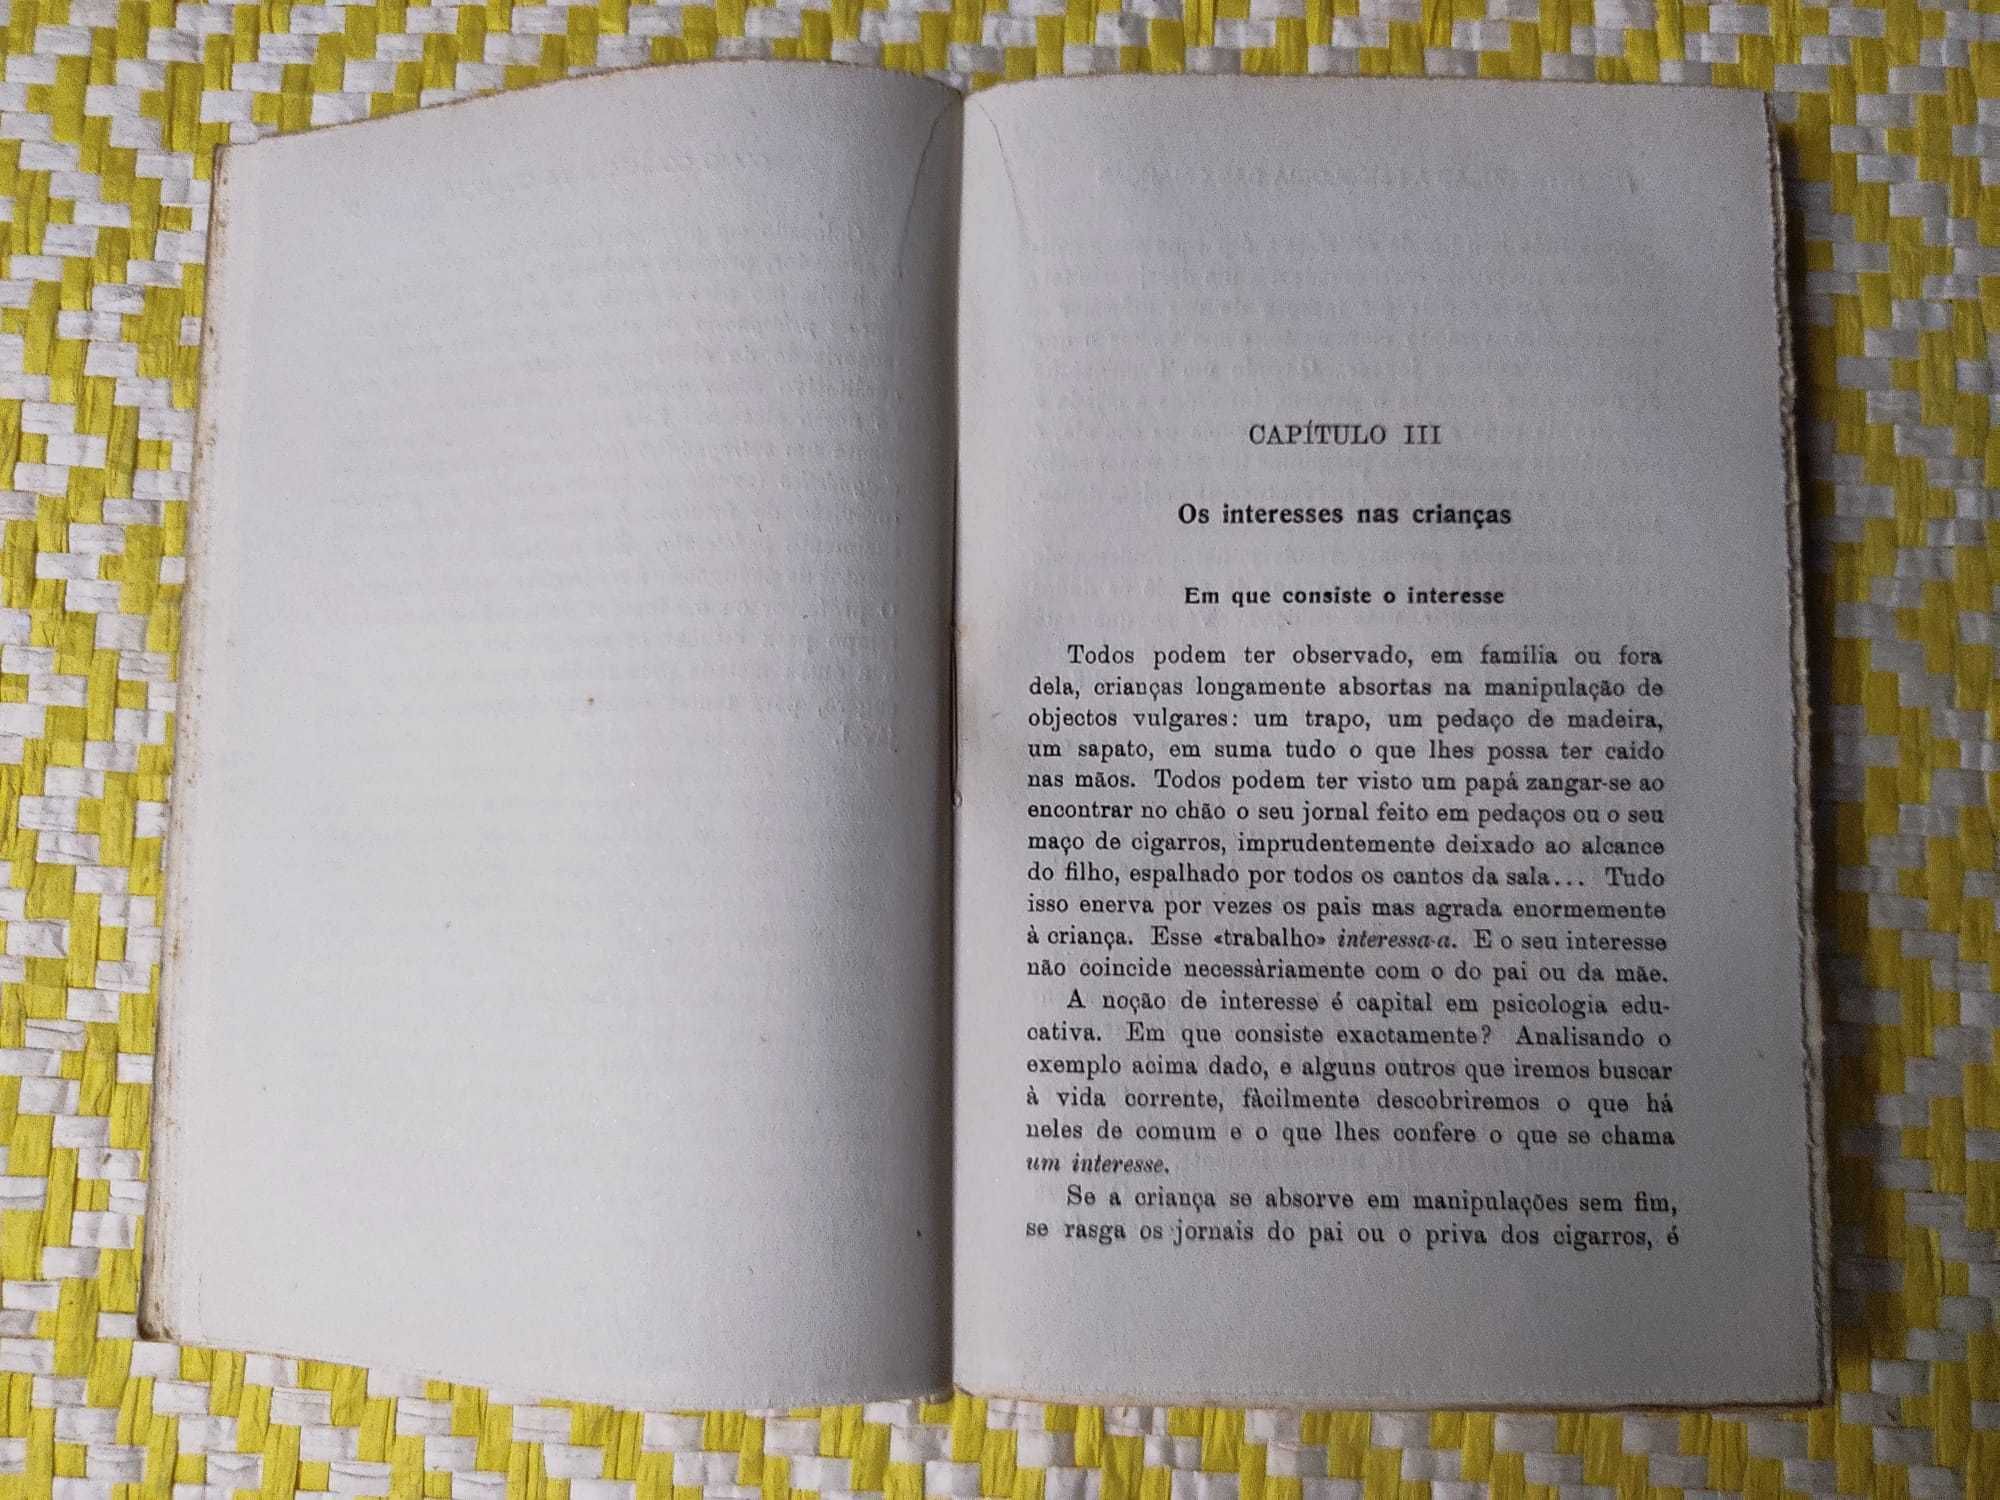 CAPÍTULO III
Os interesses nas crianças
Em que consiste o interesse
Todos podem ter observado, em família ou fora
dela, crianças longamente absortas na manipulação de
objectos vulgares: um trapo, um pedaço de madeira,
um sapato, em suma tudo o que lhes possa ter caído
nas mãos. Todos podem ter visto um papá zangar-se ao
encontrar no chão o seu jornal feito em pedaços ou o seu
maço de cigarros, imprudentemente deixado ao alcance
do filho, espalhado por todos os cantos da sala... Tudo
isso enerva por vezes os pais mas agrada enormemente
à criança. Esse «trabalho» interessa-a. E o seu interesse
não coincide necessàriamente com o do pai ou da mãe.
A noção de interesse é capital em psicologia edu-
cativa. Em que consiste exactamente? Analisando o
exemplo acima dado, e alguns outros que iremos buscar
à vida corrente, fàcilmente descobriremos o que há
neles de comum e o que lhes confere o que se chama
um interesse.
Se a criança se absorve em manipulações sem fim,
se rasga os jornais do pai ou o priva dos cigarros, é